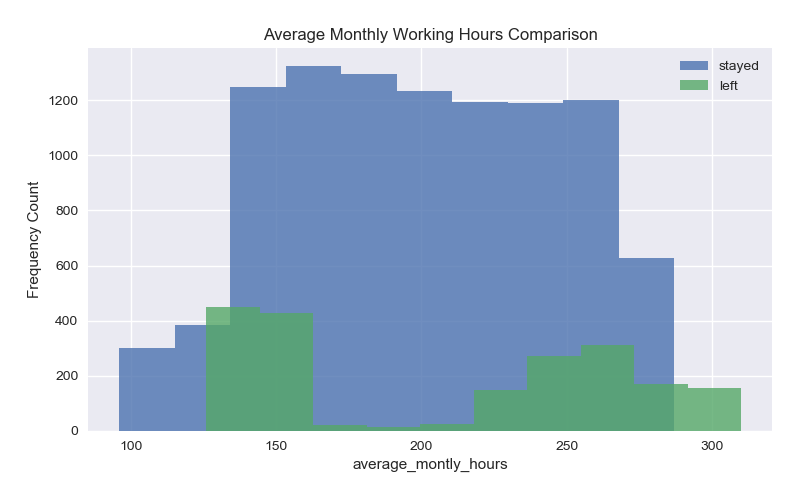 Average Monthly Working Hours Comparison
stayed
left
1200
1000
800
600
400
200
0
Frequency Count
100 150 200 250 300
average_montly_hours